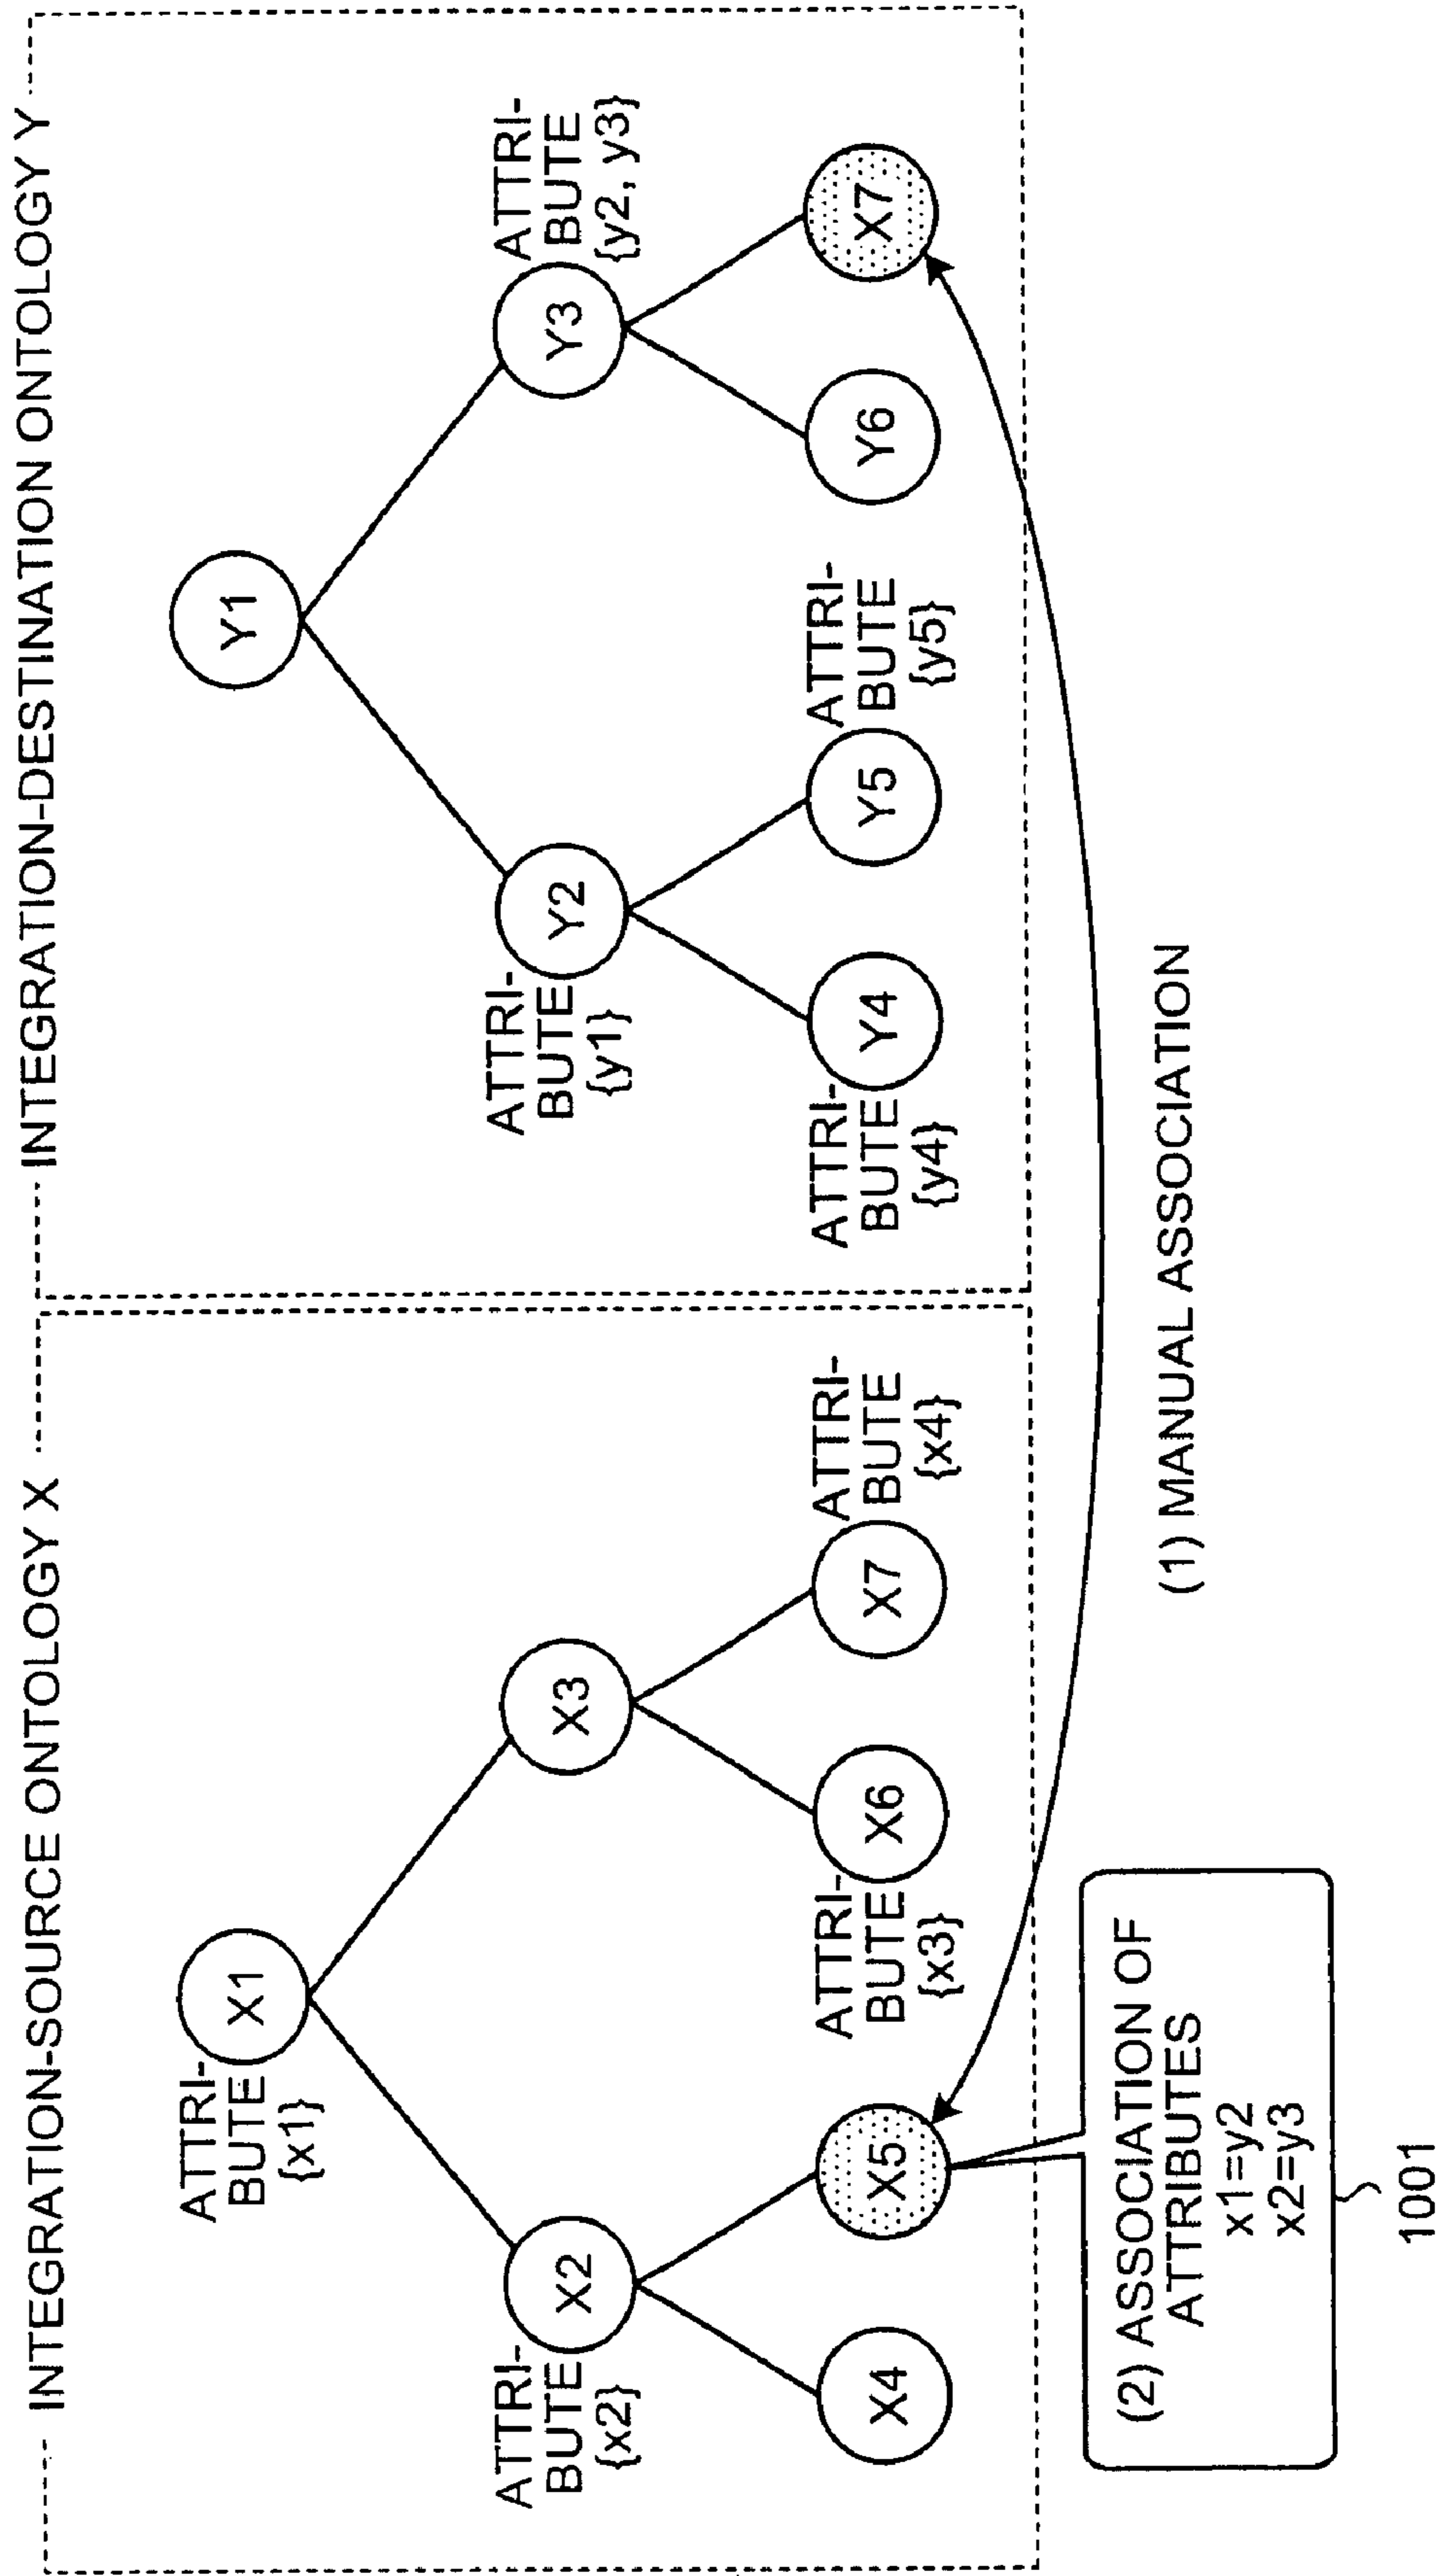 INTEGRATION-SOURCE ONTOLOGY X
ATTRI-
BUTE
{x1}
X1
ATTRI-
BUTE
{x2}
X2
X3
X4
X5
ATTRI-
BUTE
{x3}
X6
X7
ATTRI-
BUTE
{x4}
INTEGRATION-DESTINATION ONTOLOGY Y
Y1
ATTRI-
BUTE
{y1}
Y2
Y3
ATTRI-
BUTE
{y2, y3}
ATTRI-
BUTE
{y4}
Y4
Y5
ATTRI-
BUTE
{y5}
Y6
X7
(1) MANUAL ASSOCIATION
(2) ASSOCIATION OF
ATTRIBUTES
x1=y2
x2=y3
1001